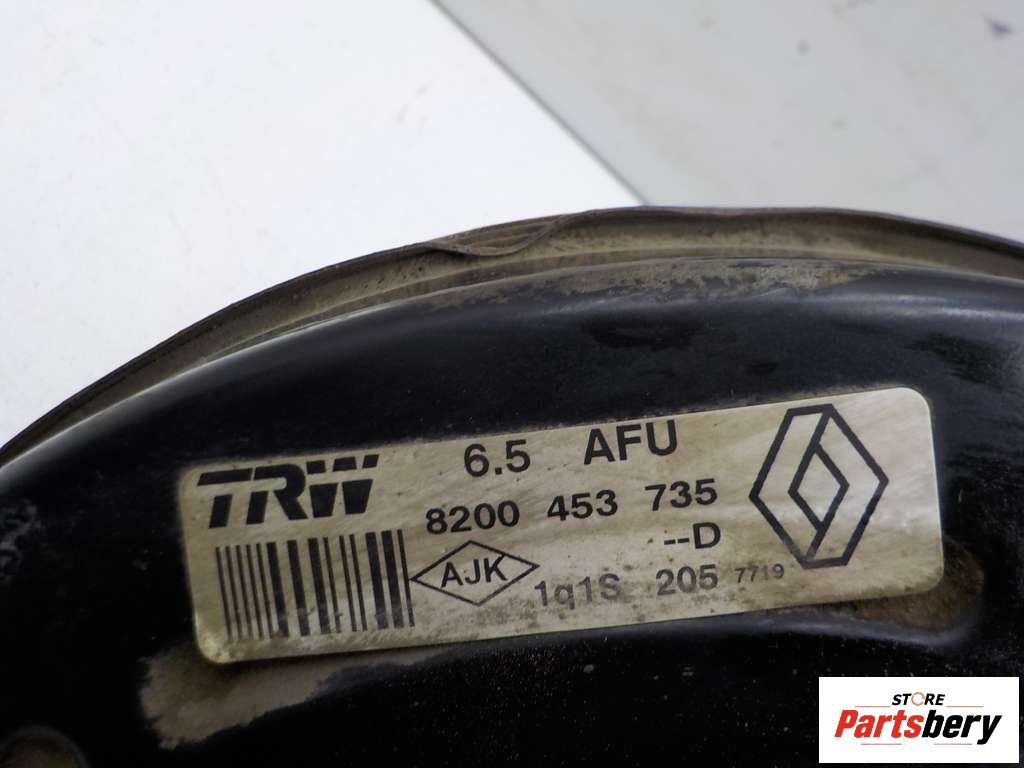 TRW 6.5 AFU
8200 453 735
--D
AJK 1q1S 205 7719
STORE
Partsbery